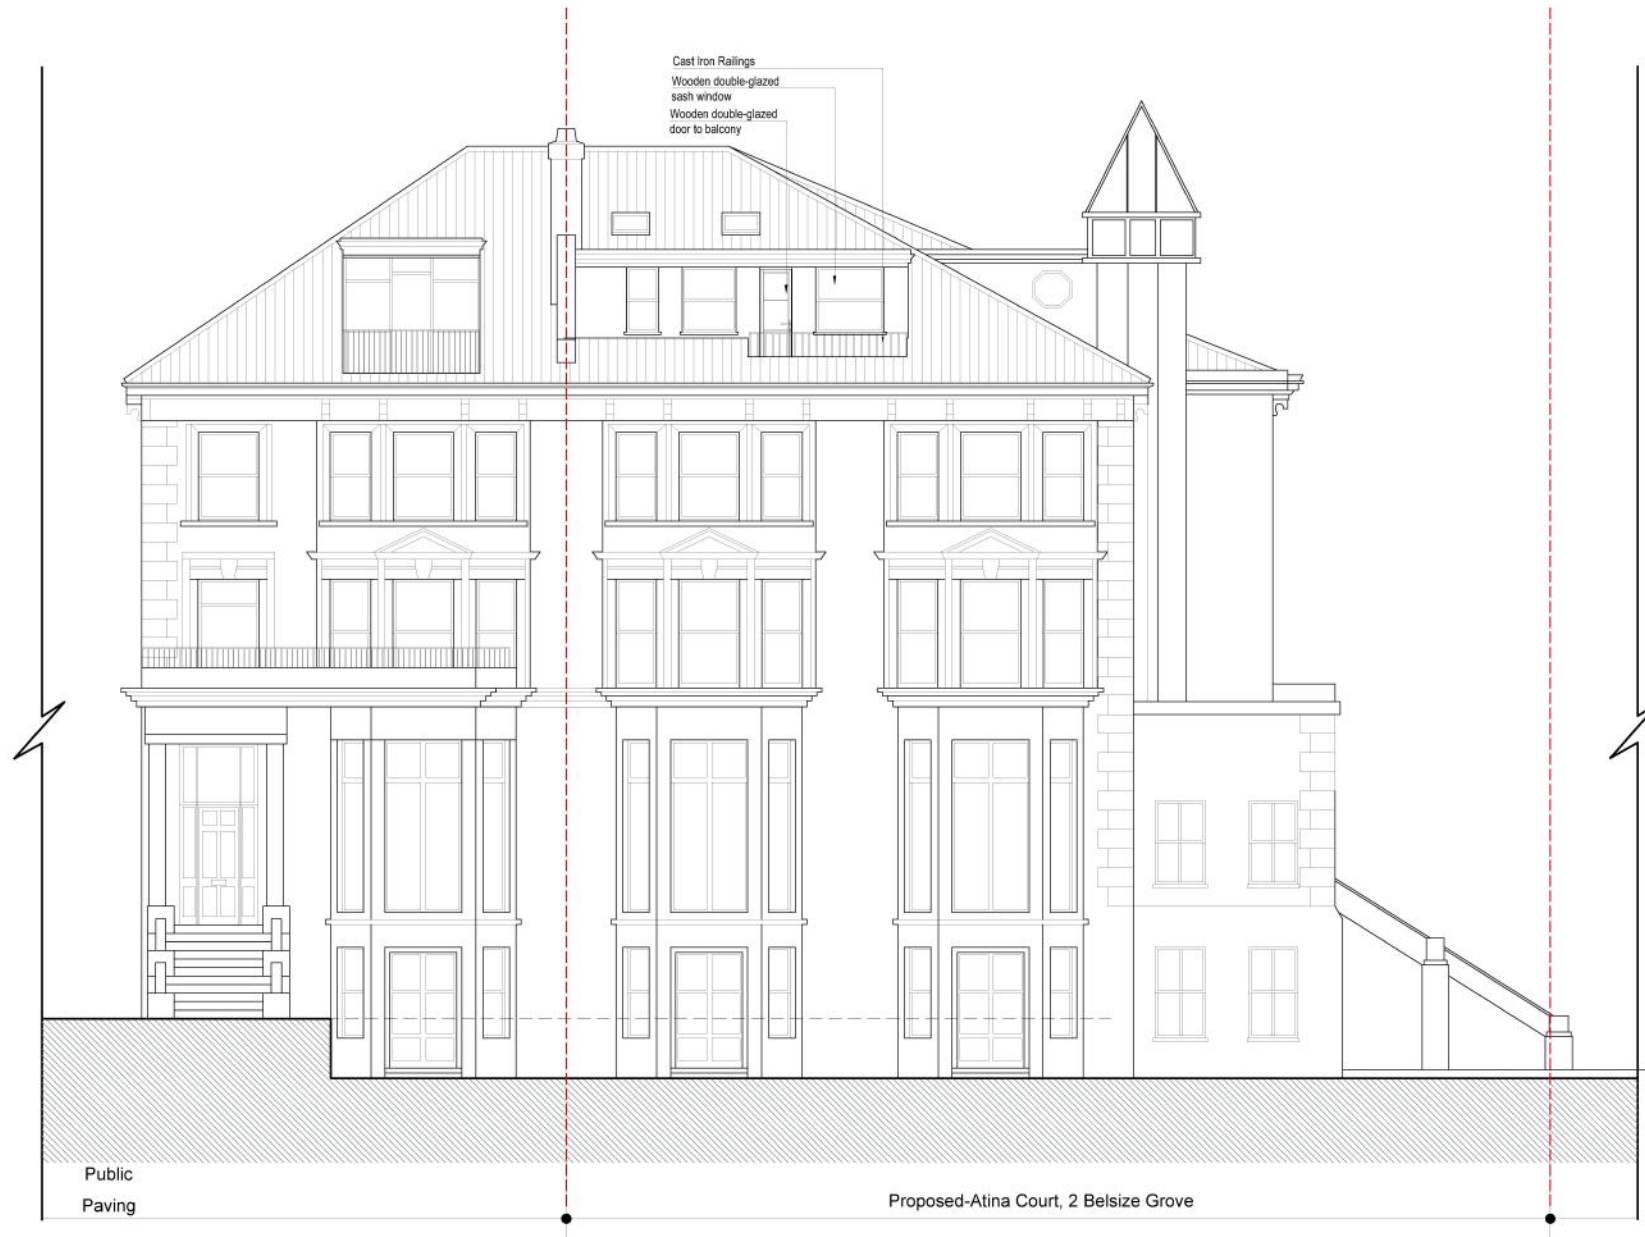 Cast Iron Railings
Wooden double-glazed
sash window
Wooden double-glazed
door to balcony
Public
Paving
Proposed-Atina Court, 2 Belsize Grove